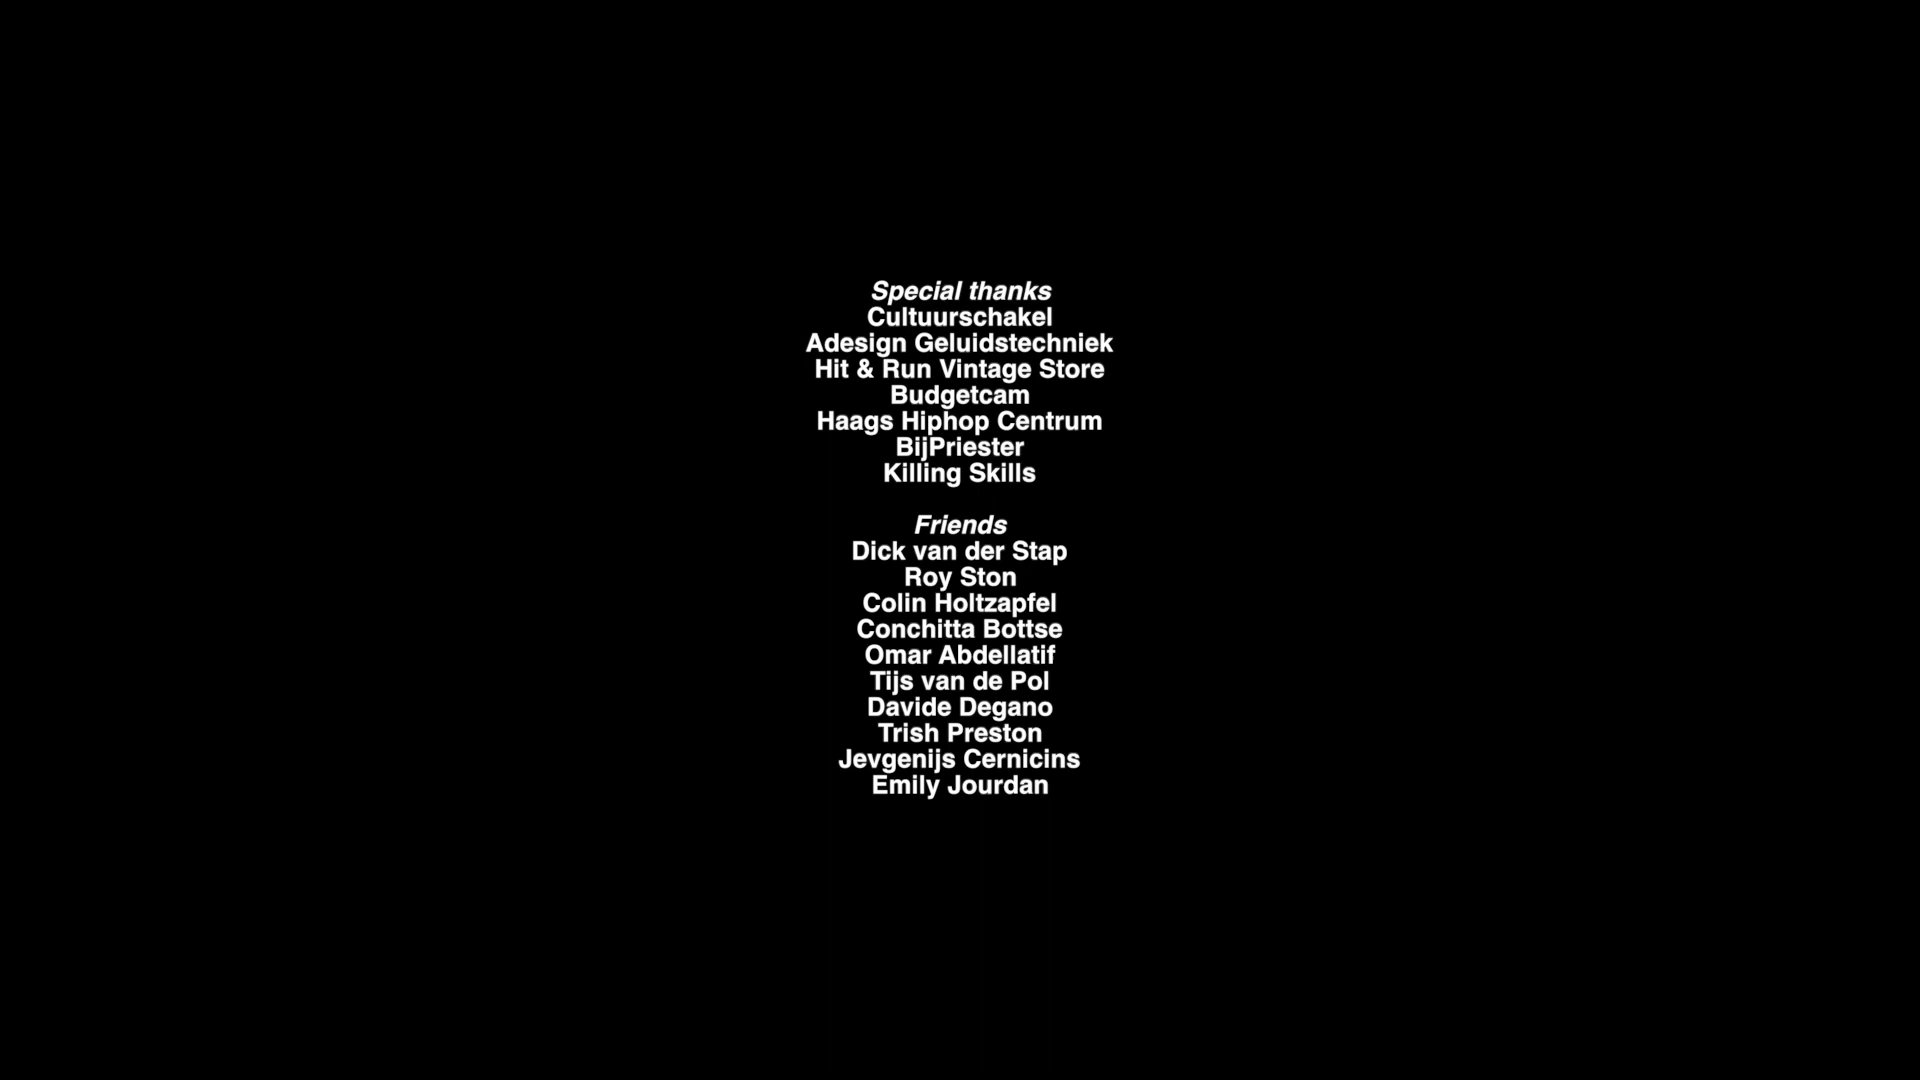 Special thanks
Cultuurschakel
Adesign Geluidstechniek
Hit & Run Vintage Store
Budgetcam
Haags Hiphop Centrum
BijPriester
Killing Skills
Friends
Dick van der Stap
Roy Ston
Colin Holtzapfel
Conchitta Bottse
Omar Abdellatif
Tijs van de Pol
Davide Degano
Trish Preston
Jevgenijs Cernicins
Emily Jourdan